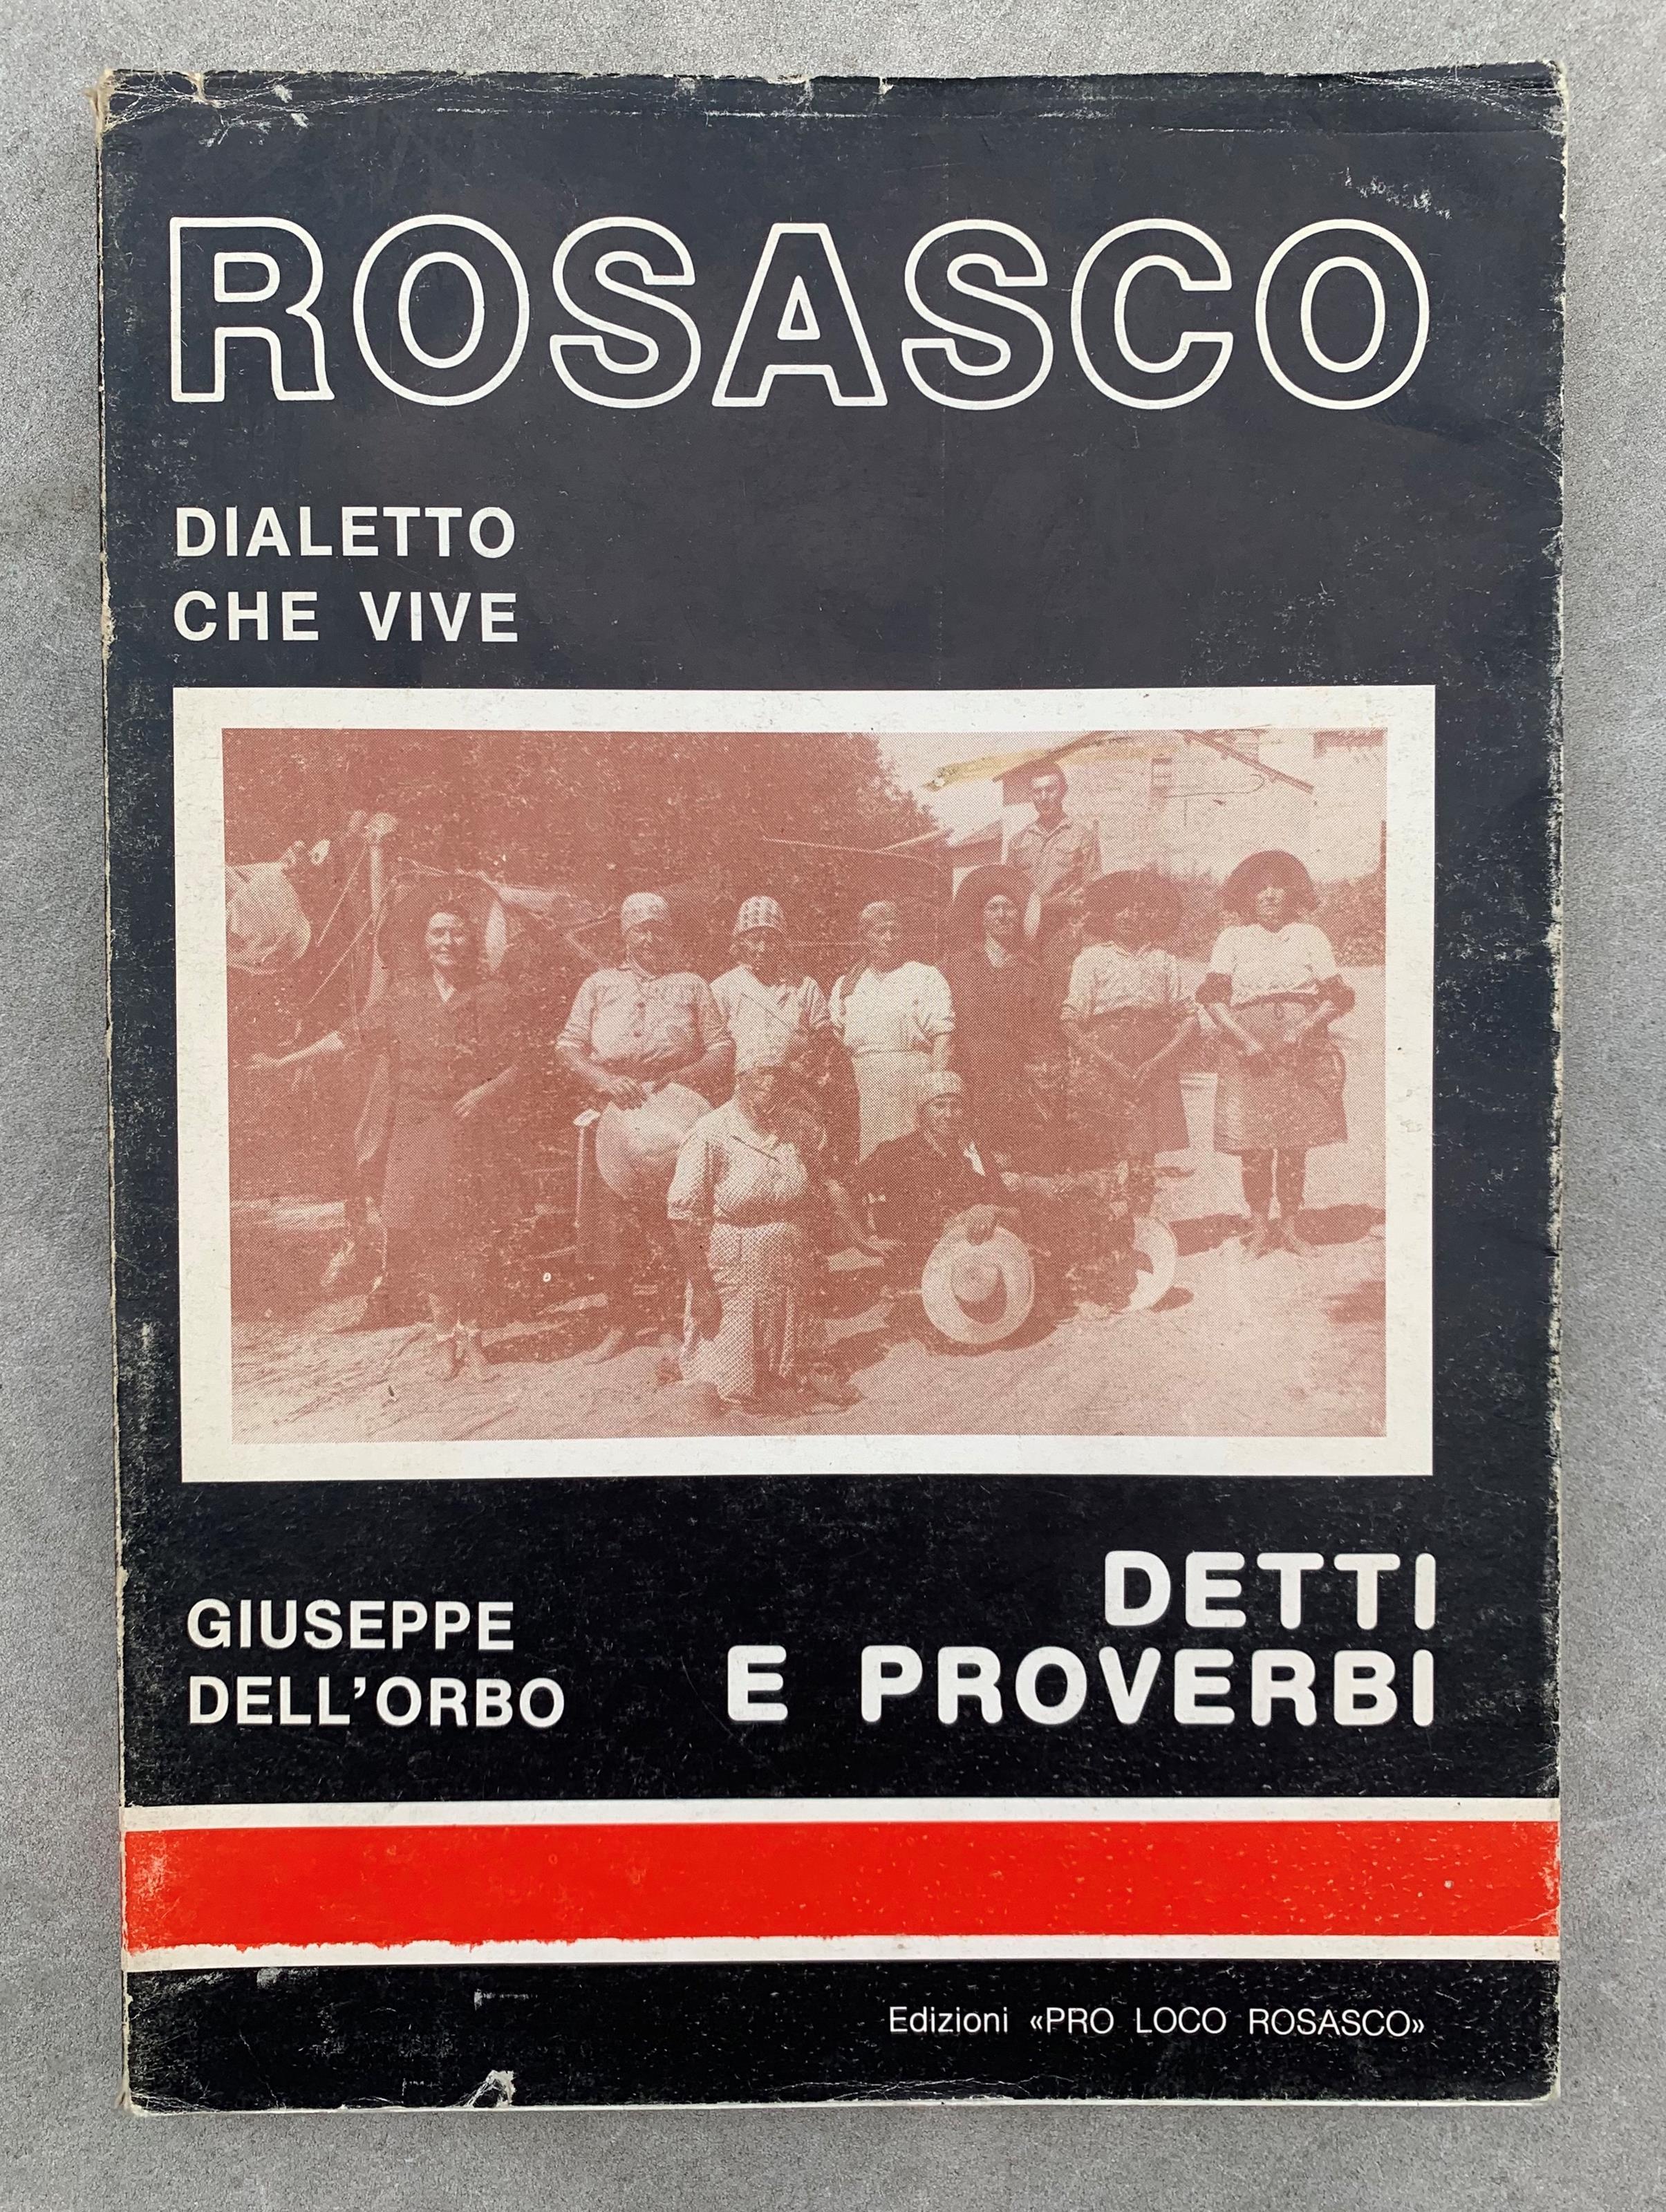 ROSASCO
DIALETTO
CHE VIVE
GIUSEPPE
DELL'ORBO
DETTI
E PROVERBI
Edizioni «PRO LOCO ROSASCO»